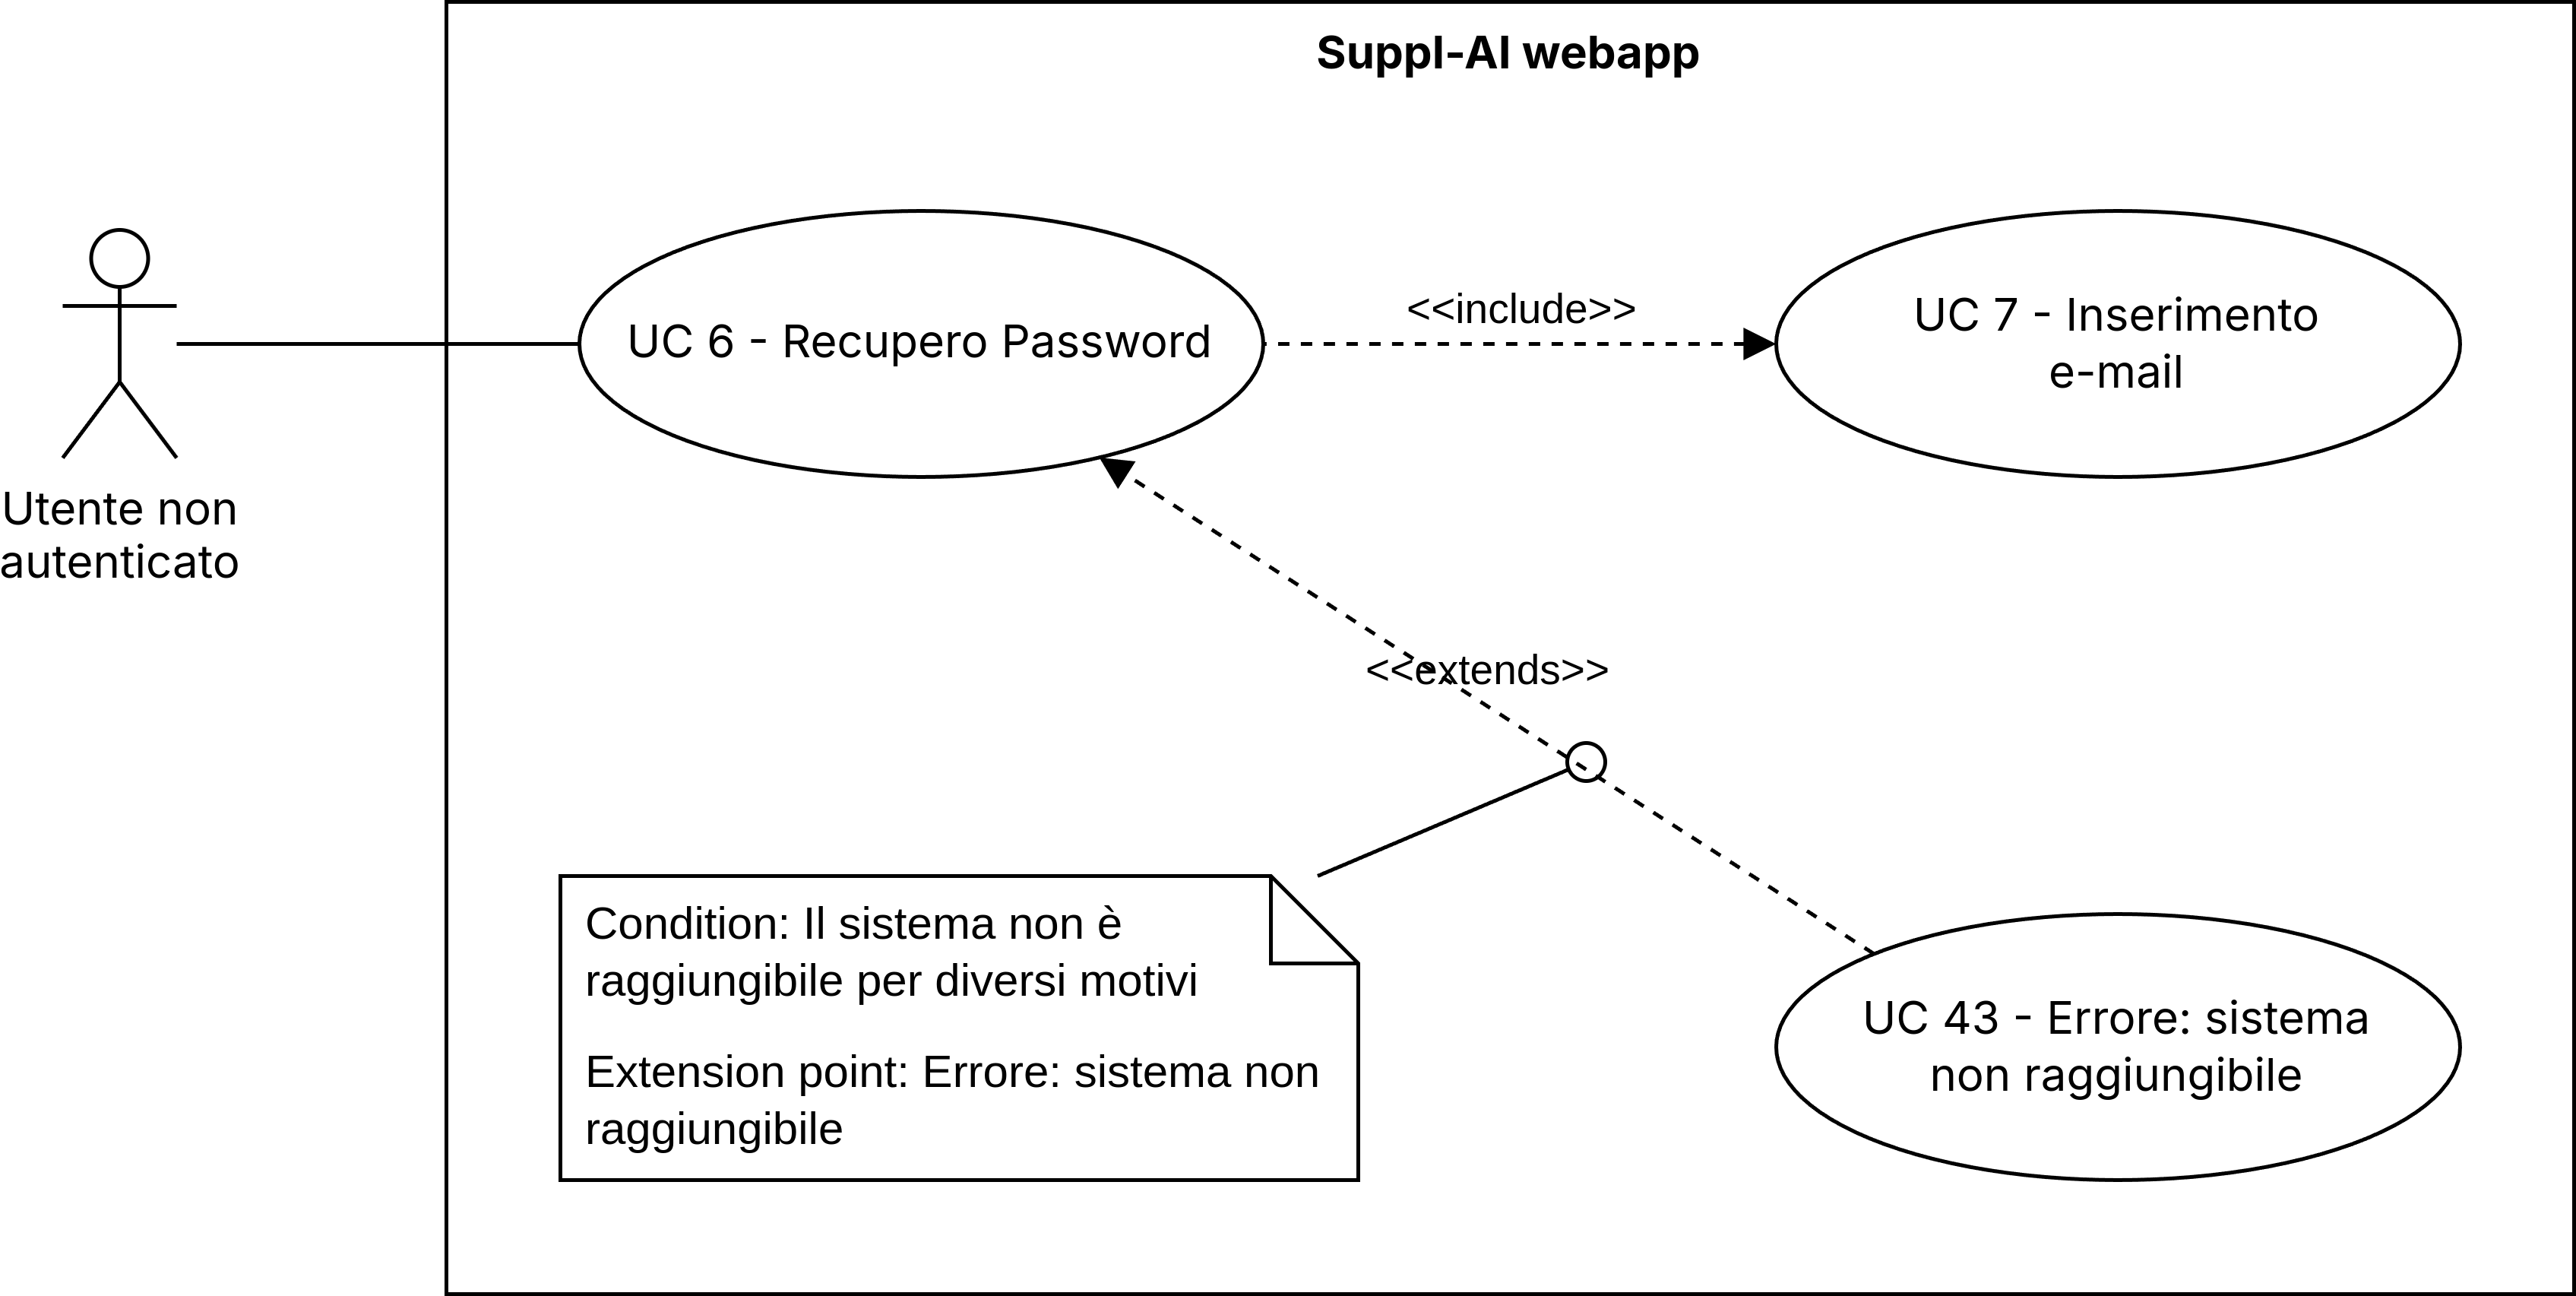 Suppl-AI webapp
Utente non
autenticato
UC 6 - Recupero Password
<<include>>
UC 7 - Inserimento
e-mail
<<extends>>
Condition: Il sistema non è
raggiungibile per diversi motivi
Extension point: Errore: sistema non
raggiungibile
UC 43 - Errore: sistema
non raggiungibile